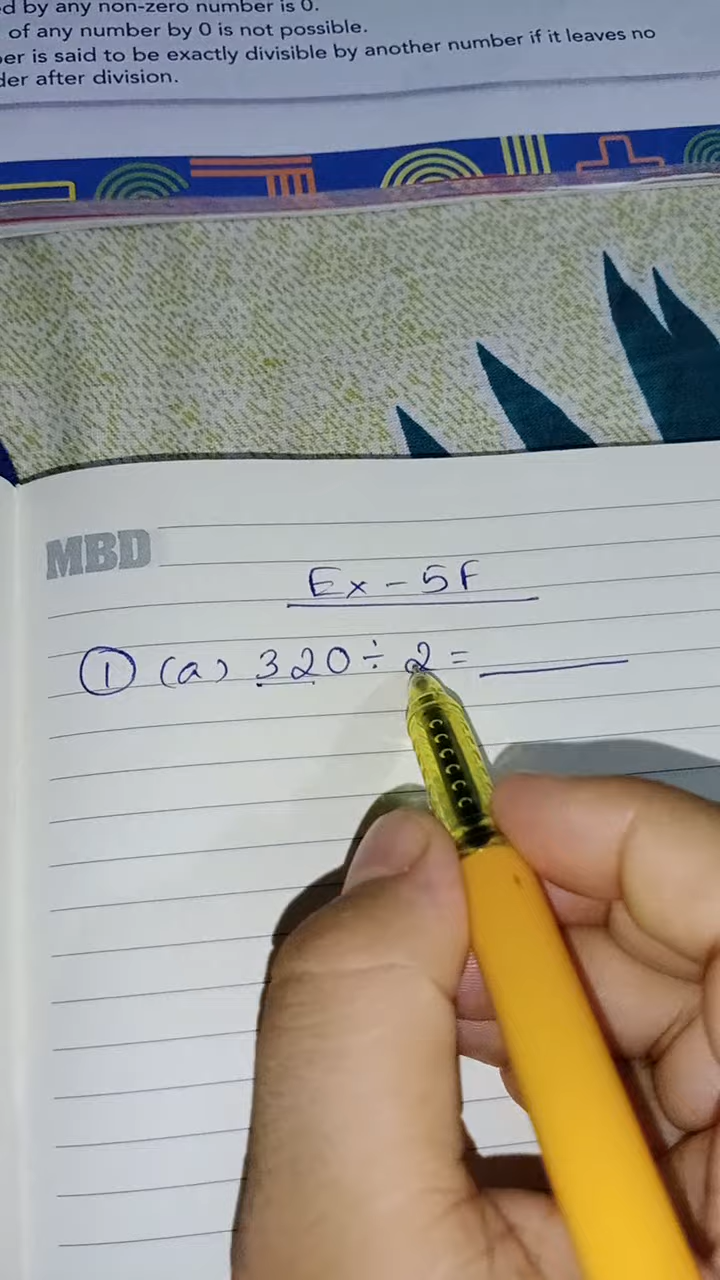 d by any non-zero number is 0.
of any number by 0 is not possible.
er is said to be exactly divisible by another number if it leaves no
der after division.
MBD
Ex - 5F
① (a) 320 ÷ 2 = ______